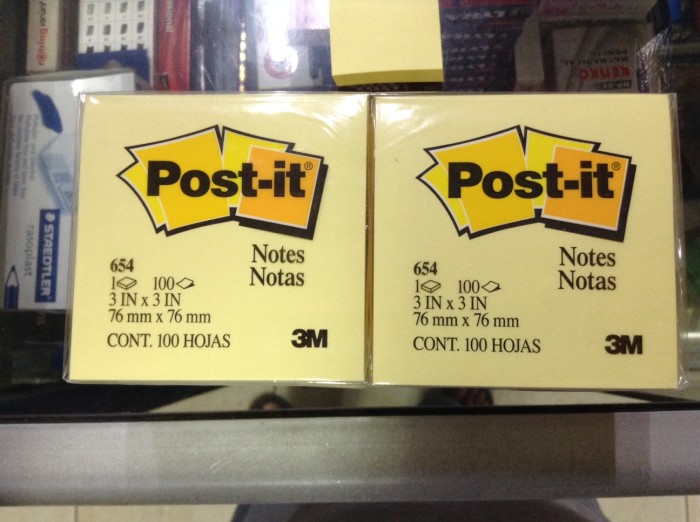 Post-it®
Notes
Notas
654
1 100
3 IN x 3 IN
76 mm x 76 mm
CONT. 100 HOJAS
3M
Post-it®
Notes
Notas
654
1 100
3 IN x 3 IN
76 mm x 76 mm
CONT. 100 HOJAS
3M
STAEDTLER
rasoplast